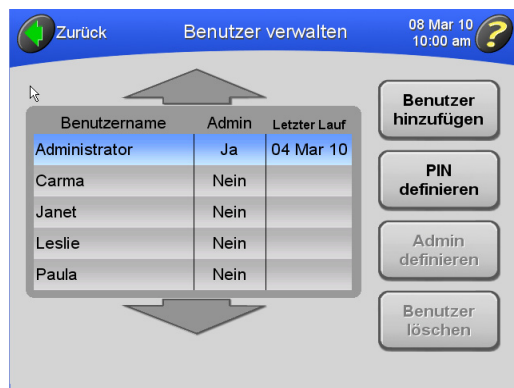 Zurück
Benutzer verwalten
08 Mar 10
10:00 am
?
Benutzername Admin Letzter Lauf
Administrator Ja 04 Mar 10
Carma Nein
Janet Nein
Leslie Nein
Paula Nein
Benutzer
hinzufügen
PIN
definieren
Admin
definieren
Benutzer
löschen